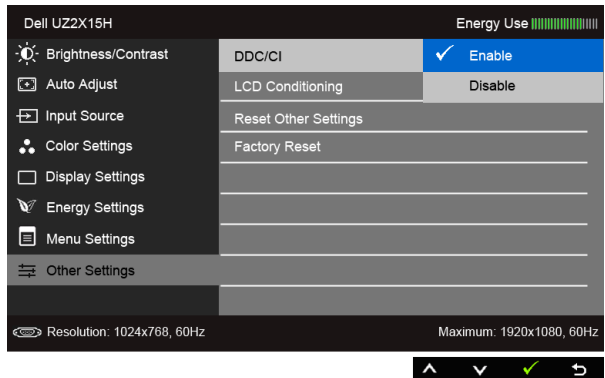 Dell UZ2X15H
Energy Use
Brightness/Contrast
Auto Adjust
Input Source
Color Settings
Display Settings
Energy Settings
Menu Settings
Other Settings
DDC/CI
LCD Conditioning
Reset Other Settings
Factory Reset
Enable
Disable
Resolution: 1024x768, 60Hz
Maximum: 1920x1080, 60Hz